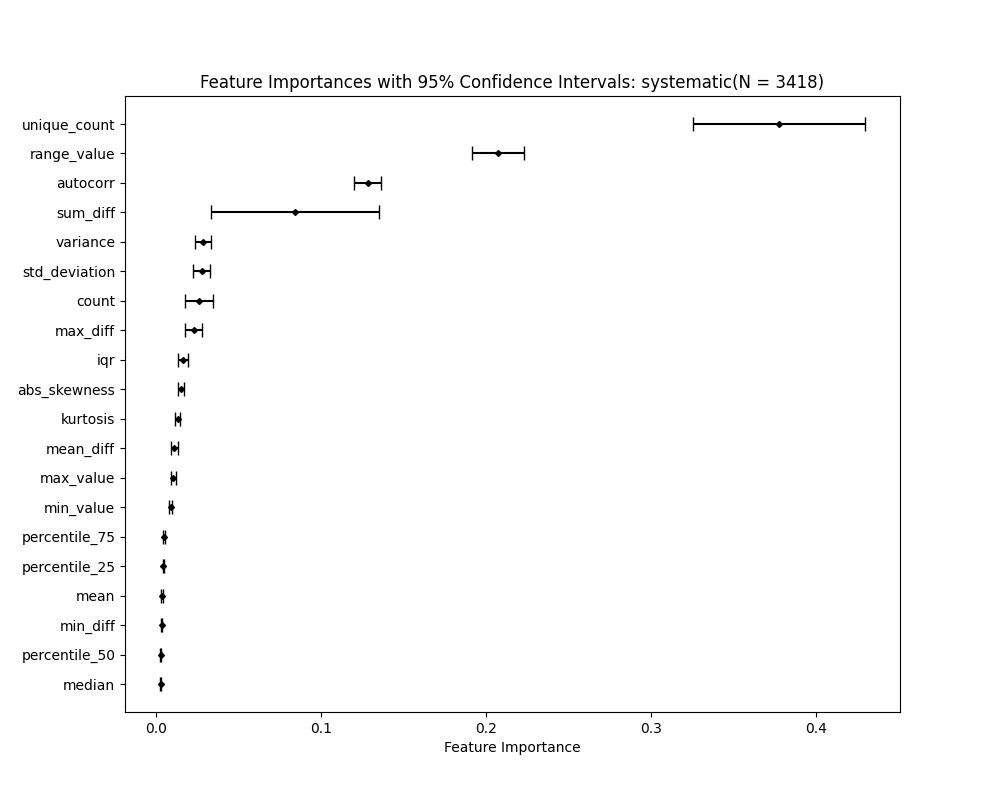 Feature Importances with 95% Confidence Intervals: systematic(N = 3418)
unique_count
range_value
autocorr
sum_diff
variance
std_deviation
count
max_diff
iqr
abs_skewness
kurtosis
mean_diff
max_value
min_value
percentile_75
percentile_25
mean
min_diff
percentile_50
median
0.0 0.1 0.2 0.3 0.4
Feature Importance